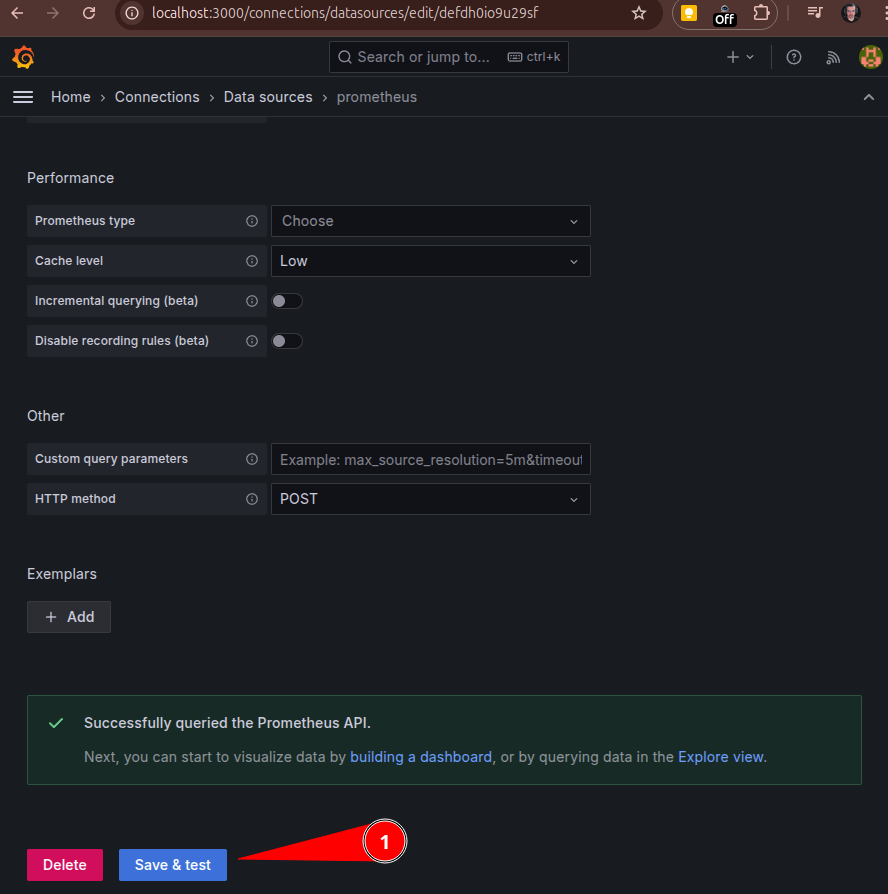 localhost:3000/connections/datasources/edit/defdh0io9u29sf
Off
Search or jump to... ctrl+k
Home › Connections › Data sources › prometheus
Performance
Prometheus type Choose
Cache level Low
Incremental querying (beta)
Disable recording rules (beta)
Other
Custom query parameters Example: max_source_resolution=5m&timeout
HTTP method POST
Exemplars
+ Add
Successfully queried the Prometheus API.
Next, you can start to visualize data by building a dashboard, or by querying data in the Explore view.
1
Delete Save & test